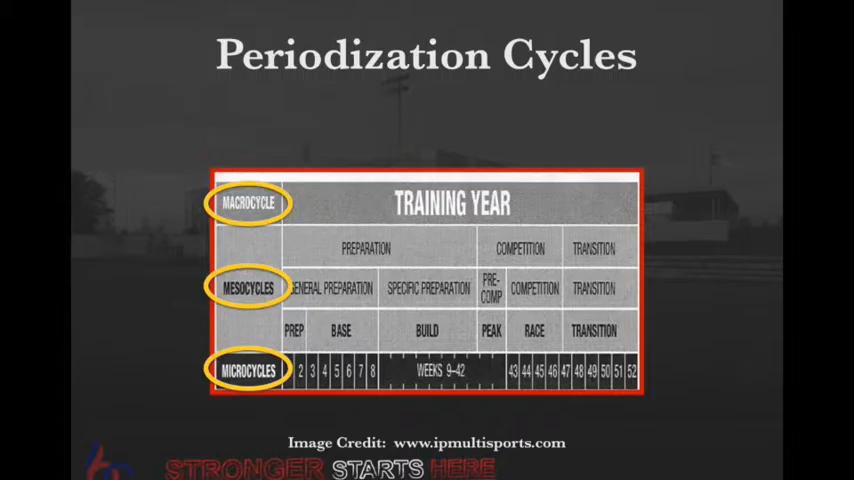 Periodization Cycles
MACROCYCLE TRAINING YEAR
PREPARATION COMPETITION TRANSITION
MESOCYCLES GENERAL PREPARATION SPECIFIC PREPARATION PRE-COMP COMPETITION TRANSITION
PREP BASE BUILD PEAK RACE TRANSITION
MICROCYCLES 2 3 4 5 6 7 8 WEEKS 9-42 43 44 45 46 47 48 49 50 51 52
Image Credit: www.ipmultisports.com
STRONGER STARTS HERE